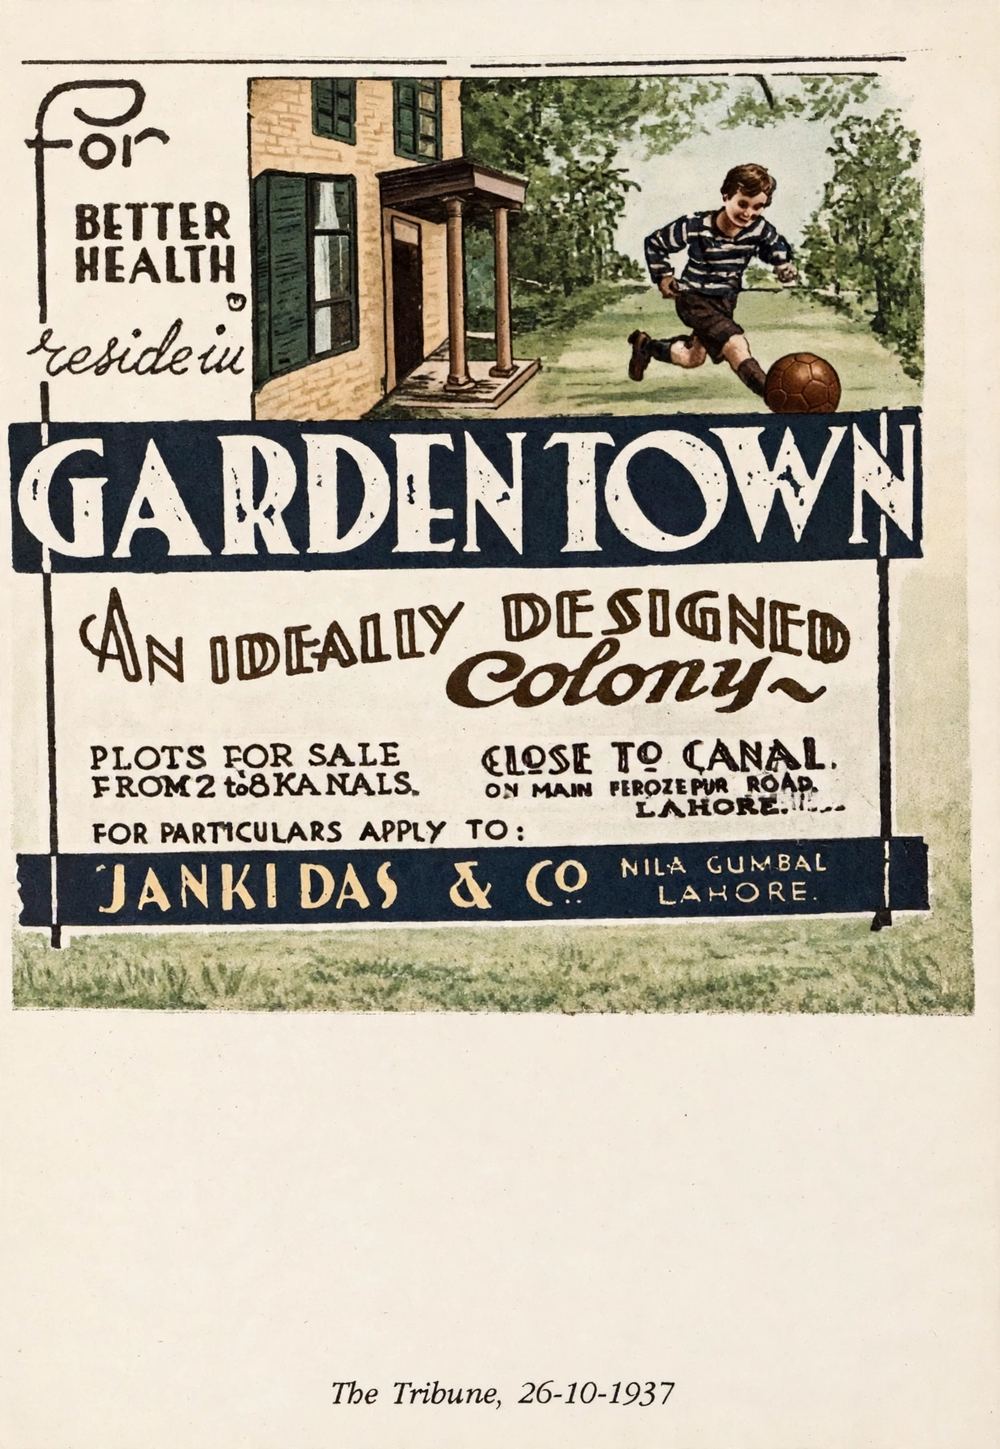 for
BETTER
HEALTH
reside in
GARDEN TOWN
AN IDEALLY DESIGNED
Colony~
PLOTS FOR SALE
FROM 2 to 8 KANALS.
CLOSE TO CANAL.
ON MAIN FEROZEPUR ROAD.
LAHORE.
FOR PARTICULARS APPLY TO:
JANKI DAS & Co.
NILA GUMBAL
LAHORE.
The Tribune, 26-10-1937